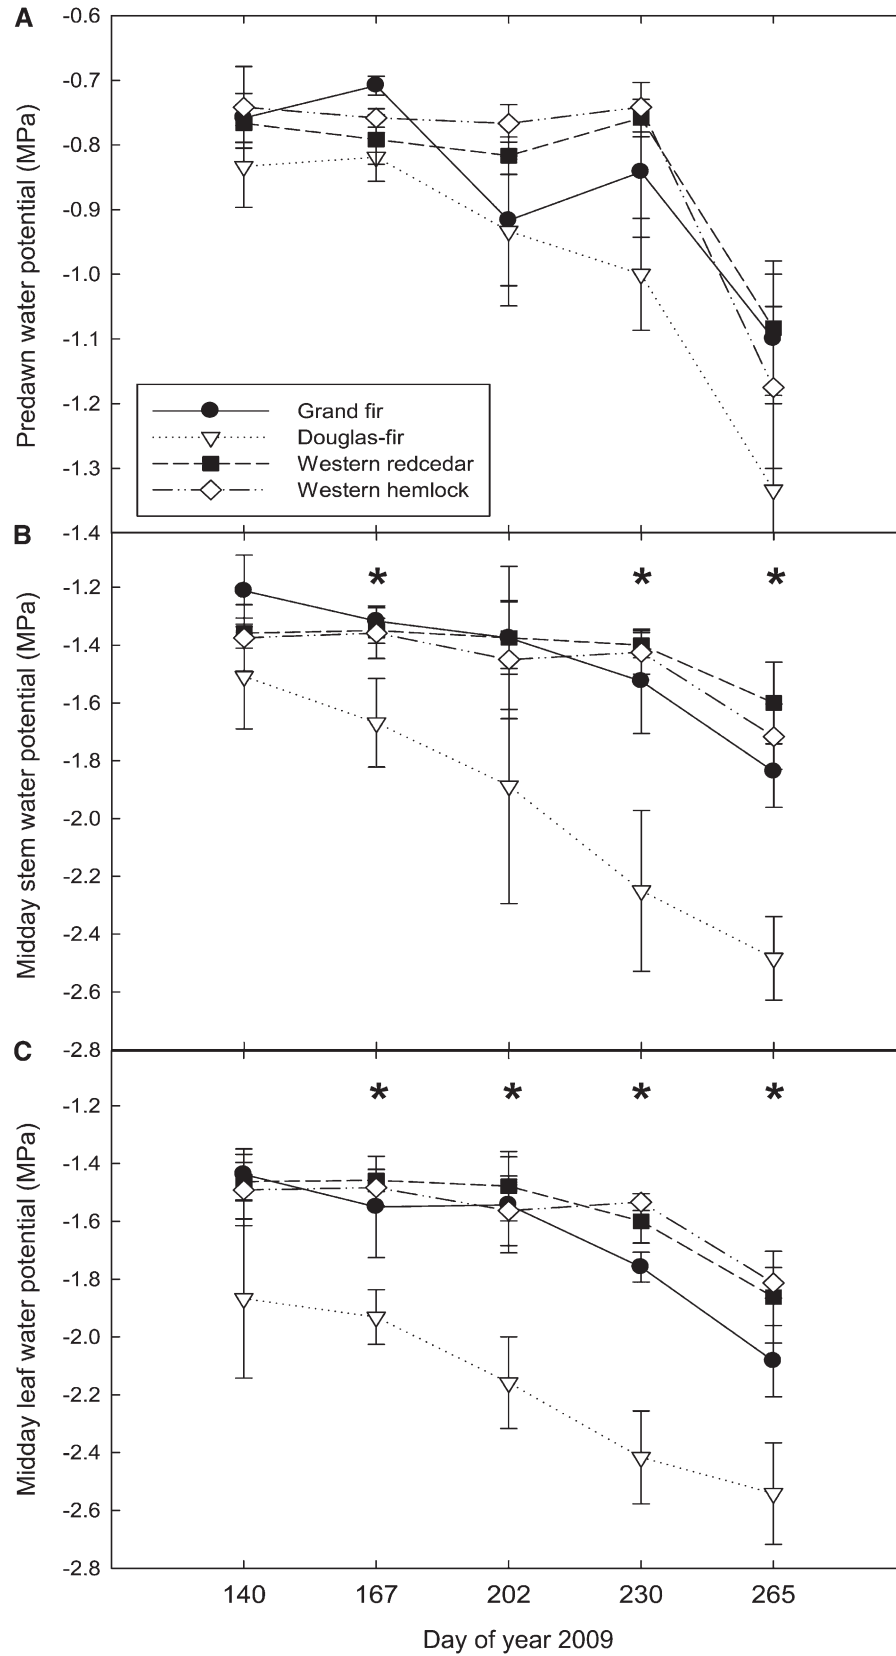 A
Predawn water potential (MPa)
-0.6
-0.7
-0.8
-0.9
-1.0
-1.1
-1.2
-1.3
-1.4
Grand fir
Douglas-fir
Western redcedar
Western hemlock
B
Midday stem water potential (MPa)
-1.2
-1.4
-1.6
-1.8
-2.0
-2.2
-2.4
-2.6
-2.8
* * *
C
Midday leaf water potential (MPa)
-1.2
-1.4
-1.6
-1.8
-2.0
-2.2
-2.4
-2.6
-2.8
* * * *
140 167 202 230 265
Day of year 2009